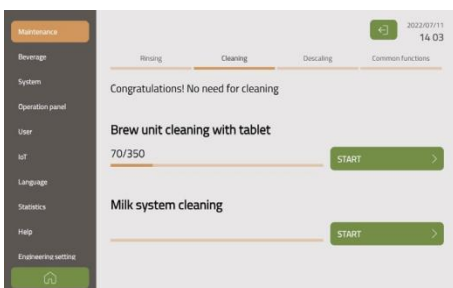 Maintenance
Beverage
System
Operation panel
User
IoT
Language
Statistics
Help
Engineering setting
2022/07/11
14 03
Rinsing
Cleaning
Descaling
Common functions
Congratulations! No need for cleaning
Brew unit cleaning with tablet
70/350
START
Milk system cleaning
START